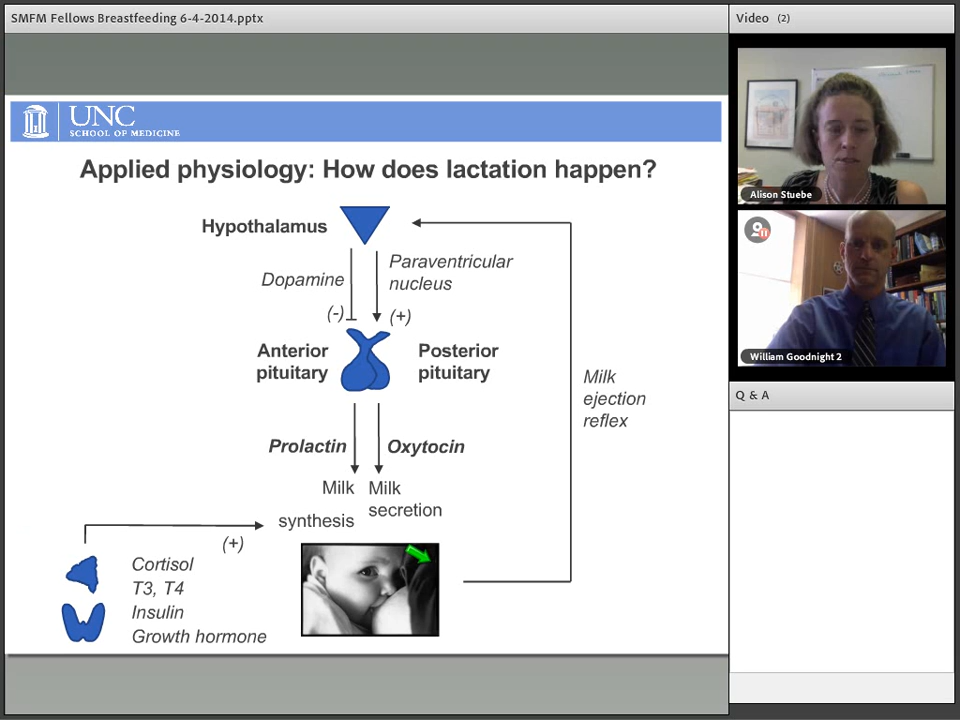 SMFM Fellows Breastfeeding 6-4-2014.pptx
Video (2)
UNC
SCHOOL OF MEDICINE
Applied physiology: How does lactation happen?
Hypothalamus
Dopamine
(-)
Paraventricular
nucleus
(+)
Anterior
pituitary
Posterior
pituitary
Prolactin
Oxytocin
Milk
synthesis
Milk
secretion
Milk
ejection
reflex
(+)
Cortisol
T3, T4
Insulin
Growth hormone
Alison Stuebe
William Goodnight 2
Q & A